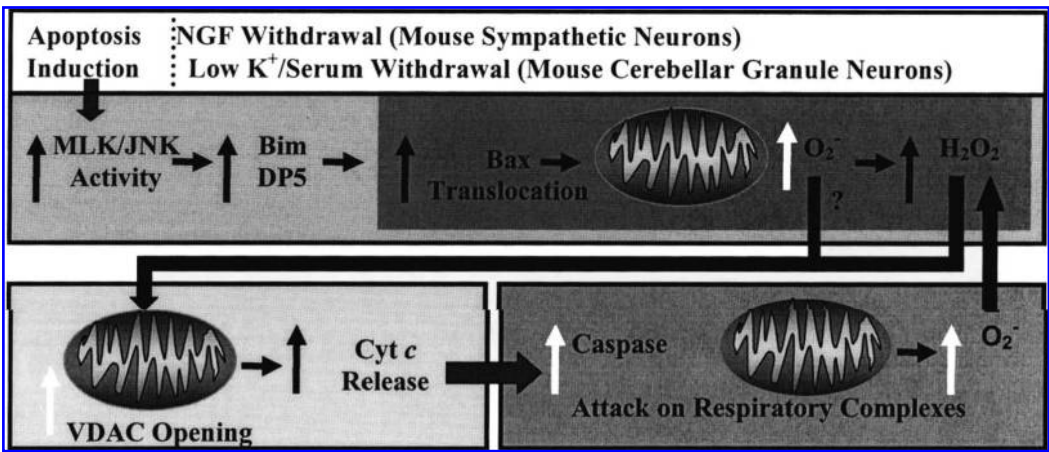 Apoptosis
Induction
NGF Withdrawal (Mouse Sympathetic Neurons)
Low K⁺/Serum Withdrawal (Mouse Cerebellar Granule Neurons)
MLK/JNK
Activity
Bim
DP5
Bax
Translocation
O₂⁻
?
H₂O₂
VDAC Opening
Cyt c
Release
Caspase
Attack on Respiratory Complexes
O₂⁻